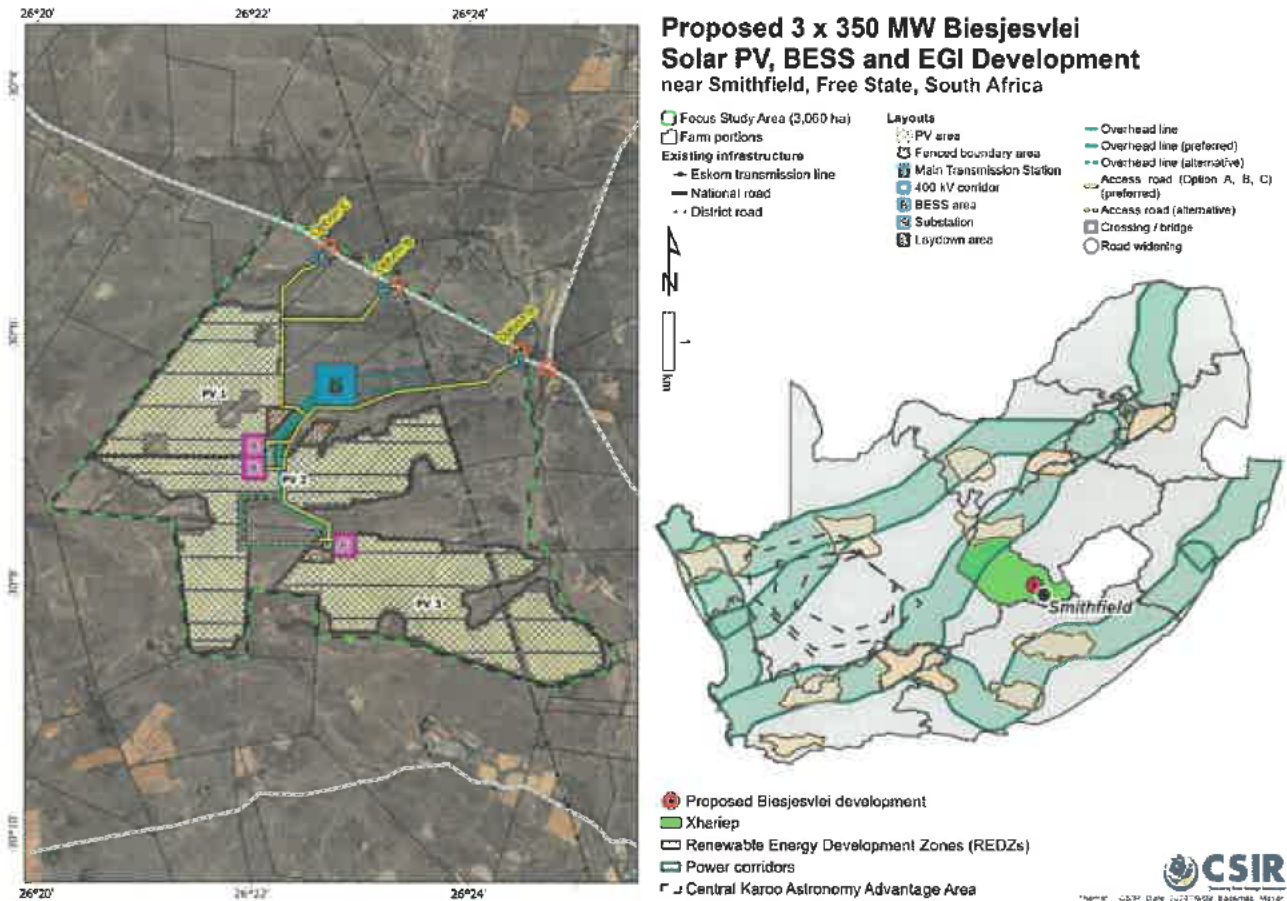 Proposed 3 x 350 MW Biesjesvlei
Solar PV, BESS and EGI Development
near Smithfield, Free State, South Africa
Focus Study Area (3,060 ha)
Farm portions
Existing infrastructure
Eskom transmission line
National road
District road
Layouts
PV area
Fenced boundary area
Main Transmission Station
400 kV corridor
BESS area
Substation
Laydown area
Overhead line
Overhead line (preferred)
Overhead line (alternative)
Access road (Option A, B, C)
(preferred)
Access road (alternative)
Crossing / bridge
Road widening
N
1
km
26°20'
26°22'
26°24'
PV 1
PV 2
PV 3
26°20'
26°22'
26°24'
Smithfield
Proposed Biesjesvlei development
Xhariep
Renewable Energy Development Zones (REDZs)
Power corridors
Central Karoo Astronomy Advantage Area
CSIR